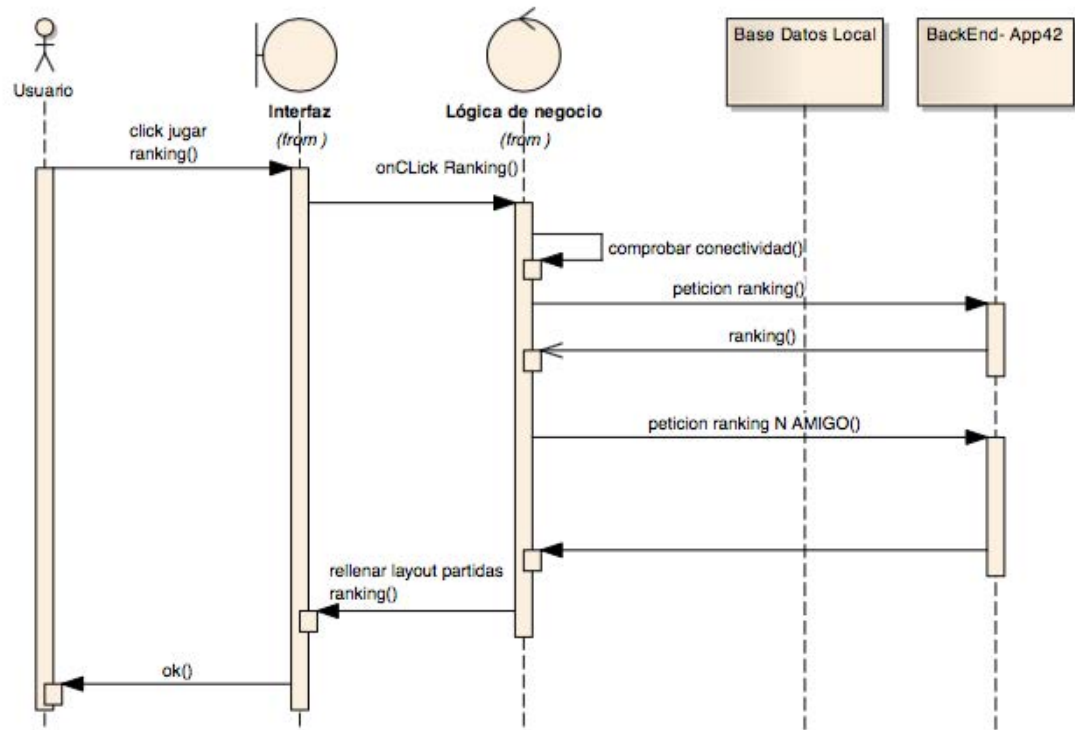 Usuario
Interfaz
(from )
Lógica de negocio
(from )
Base Datos Local
BackEnd- App42
click jugar
ranking()
onCLick Ranking()
comprobar conectividad()
peticion ranking()
ranking()
peticion ranking N AMIGO()
rellenar layout partidas
ranking()
ok()